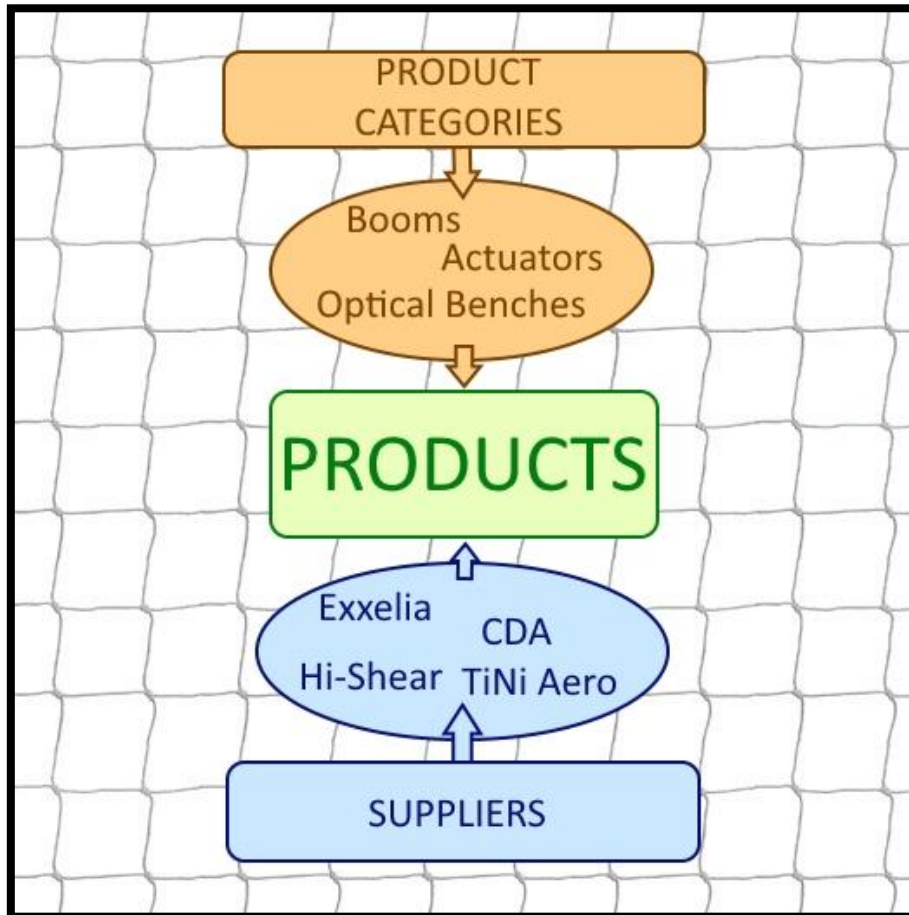 PRODUCT
CATEGORIES
Booms
Actuators
Optical Benches
PRODUCTS
Exxelia
CDA
Hi-Shear TiNi Aero
SUPPLIERS